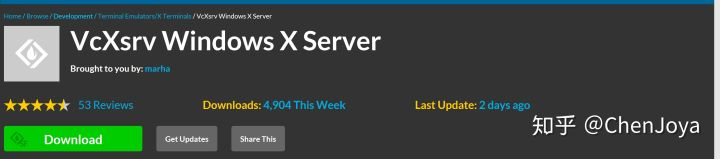 Home / Browse / Development / Terminal Emulators/X Terminals / VcXsrv Windows X Server
VcXsrv Windows X Server
Brought to you by: marha
53 Reviews
Downloads: 4,904 This Week
Last Update: 2 days ago
Download
Get Updates
Share This
知乎 @ChenJoya